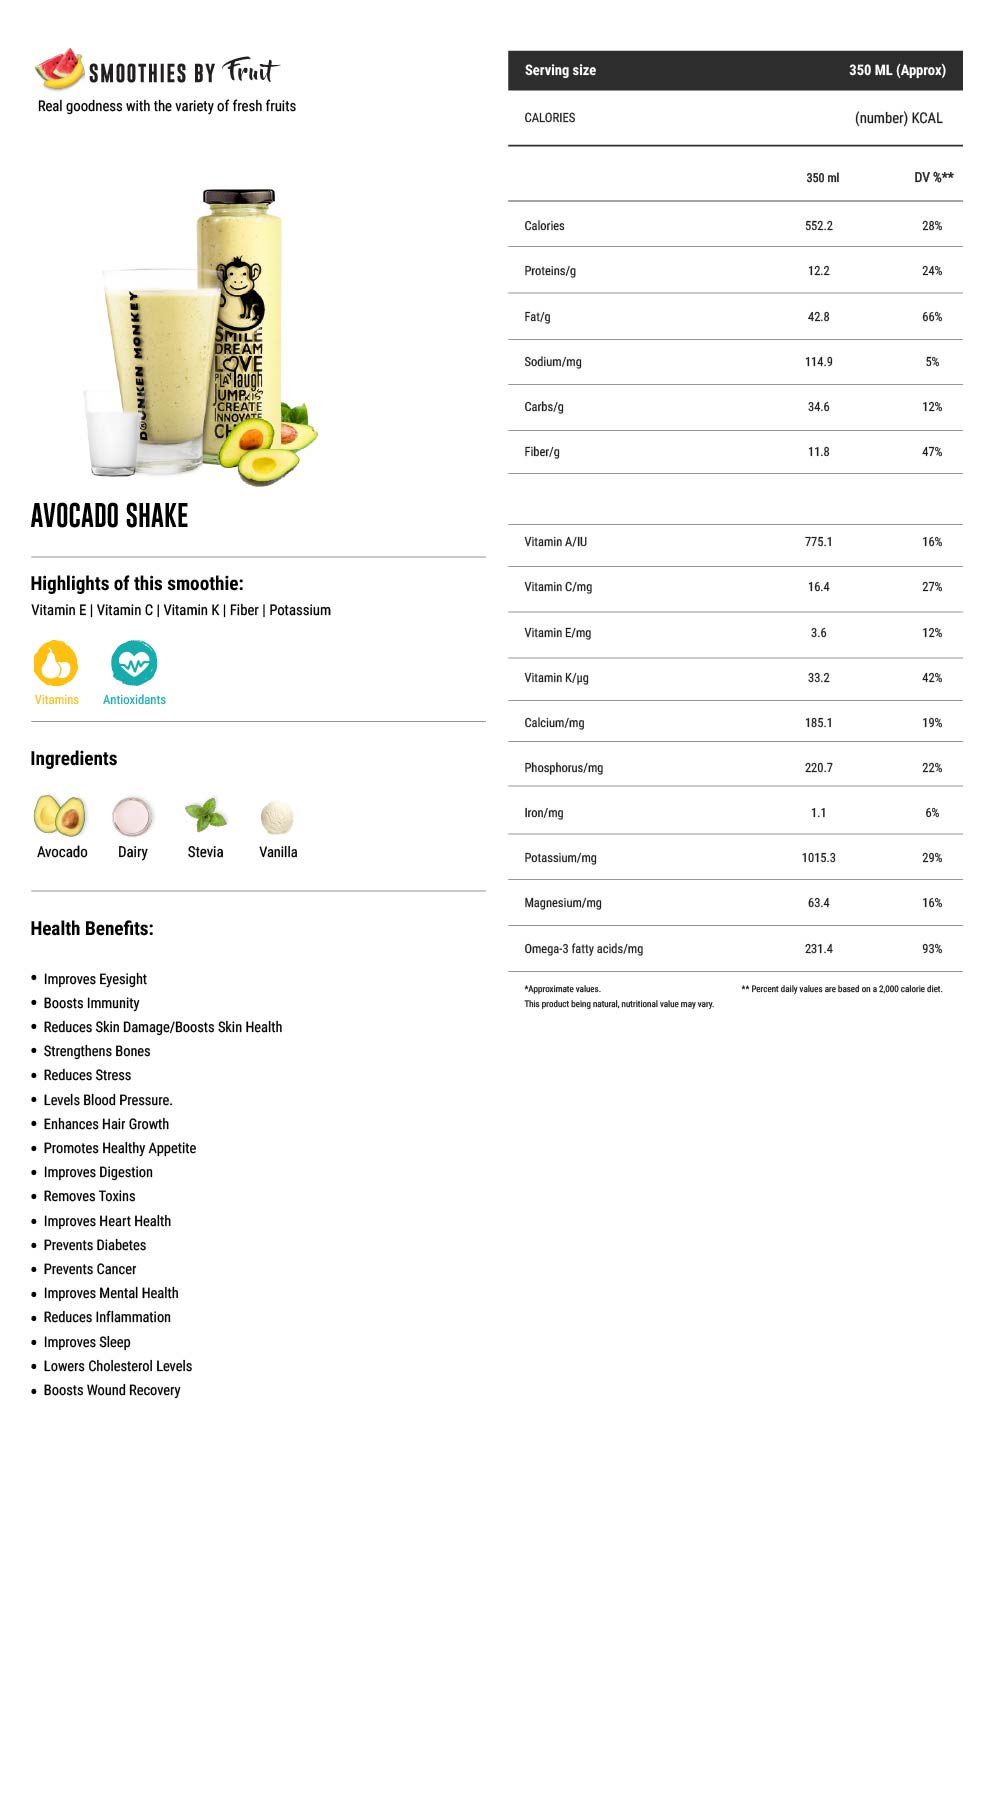 SMOOTHIES BY Fruit
Real goodness with the variety of fresh fruits
DRUNKEN MONKEY
SMILE
DREAM
LOVE
PLAY laugh
JUMP
CREATE
INNOVATE
AVOCADO SHAKE
Highlights of this smoothie:
Vitamin E | Vitamin C | Vitamin K | Fiber | Potassium
Vitamins Antioxidants
Ingredients
Avocado Dairy Stevia Vanilla
Health Benefits:
• Improves Eyesight
• Boosts Immunity
• Reduces Skin Damage/Boosts Skin Health
• Strengthens Bones
• Reduces Stress
• Levels Blood Pressure.
• Enhances Hair Growth
• Promotes Healthy Appetite
• Improves Digestion
• Removes Toxins
• Improves Heart Health
• Prevents Diabetes
• Prevents Cancer
• Improves Mental Health
• Reduces Inflammation
• Improves Sleep
• Lowers Cholesterol Levels
• Boosts Wound Recovery
Serving size 350 ML (Approx)
CALORIES (number) KCAL
350 ml DV %**
Calories 552.2 28%
Proteins/g 12.2 24%
Fat/g 42.8 66%
Sodium/mg 114.9 5%
Carbs/g 34.6 12%
Fiber/g 11.8 47%
Vitamin A/IU 775.1 16%
Vitamin C/mg 16.4 27%
Vitamin E/mg 3.6 12%
Vitamin K/µg 33.2 42%
Calcium/mg 185.1 19%
Phosphorus/mg 220.7 22%
Iron/mg 1.1 6%
Potassium/mg 1015.3 29%
Magnesium/mg 63.4 16%
Omega-3 fatty acids/mg 231.4 93%
*Approximate values. ** Percent daily values are based on a 2,000 calorie diet.
This product being natural, nutritional value may vary.